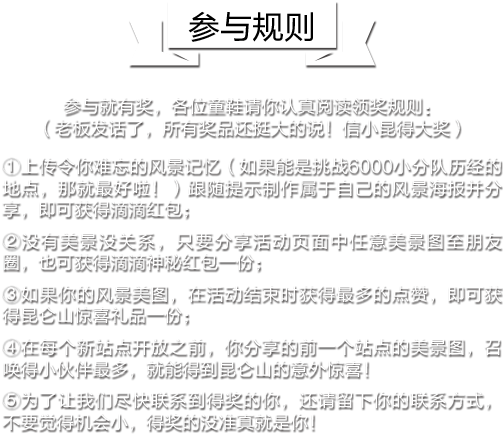 参与规则
参与就有奖，各位童鞋请你认真阅读领奖规则：
（老板发话了，所有奖品还挺大的说！信小昆得大奖）
①上传令你难忘的风景记忆（如果能是挑战6000小分队历经的
地点，那就最好啦！）跟随提示制作属于自己的风景海报并分
享，即可获得滴滴红包；
②没有美景没关系，只要分享活动页面中任意美景图至朋友
圈，也可获得滴滴神秘红包一份；
③如果你的风景美图，在活动结束时获得最多的点赞，即可获
得昆仑山惊喜礼品一份；
④在每个新站点开放之前，你分享的前一个站点的美景图，召
唤得小伙伴最多，就能得到昆仑山的意外惊喜！
⑤为了让我们尽快联系到得奖的你，还请留下你的联系方式，
不要觉得机会小，得奖的没准真就是你！